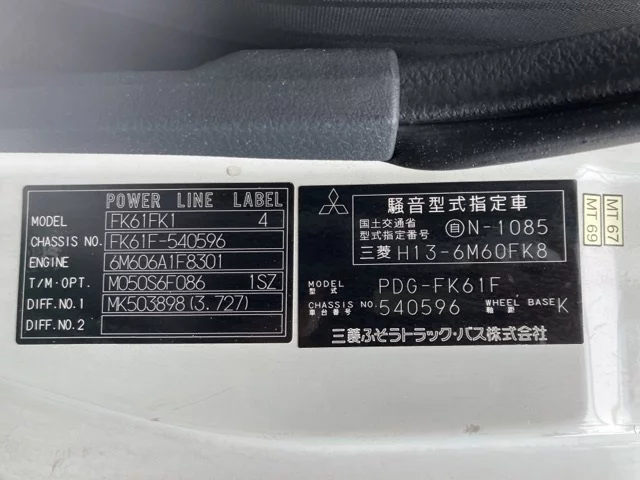 POWER LINE LABEL
MODEL FK61FK1 4
CHASSIS NO. FK61F-540596
ENGINE 6M606A1F8301
T/M・OPT. M050S6F086 1SZ
DIFF.NO.1 MK503898(3.727)
DIFF.NO.2
騒音型式指定車
国土交通省
型式指定番号 自N-1085
三菱 H13-6M60FK8
MODEL 型式 PDG-FK61F
CHASSIS NO. 車台番号 540596 WHEEL BASE 軸距 K
三菱ふそうトラック・バス株式会社
MT 69
MT 67